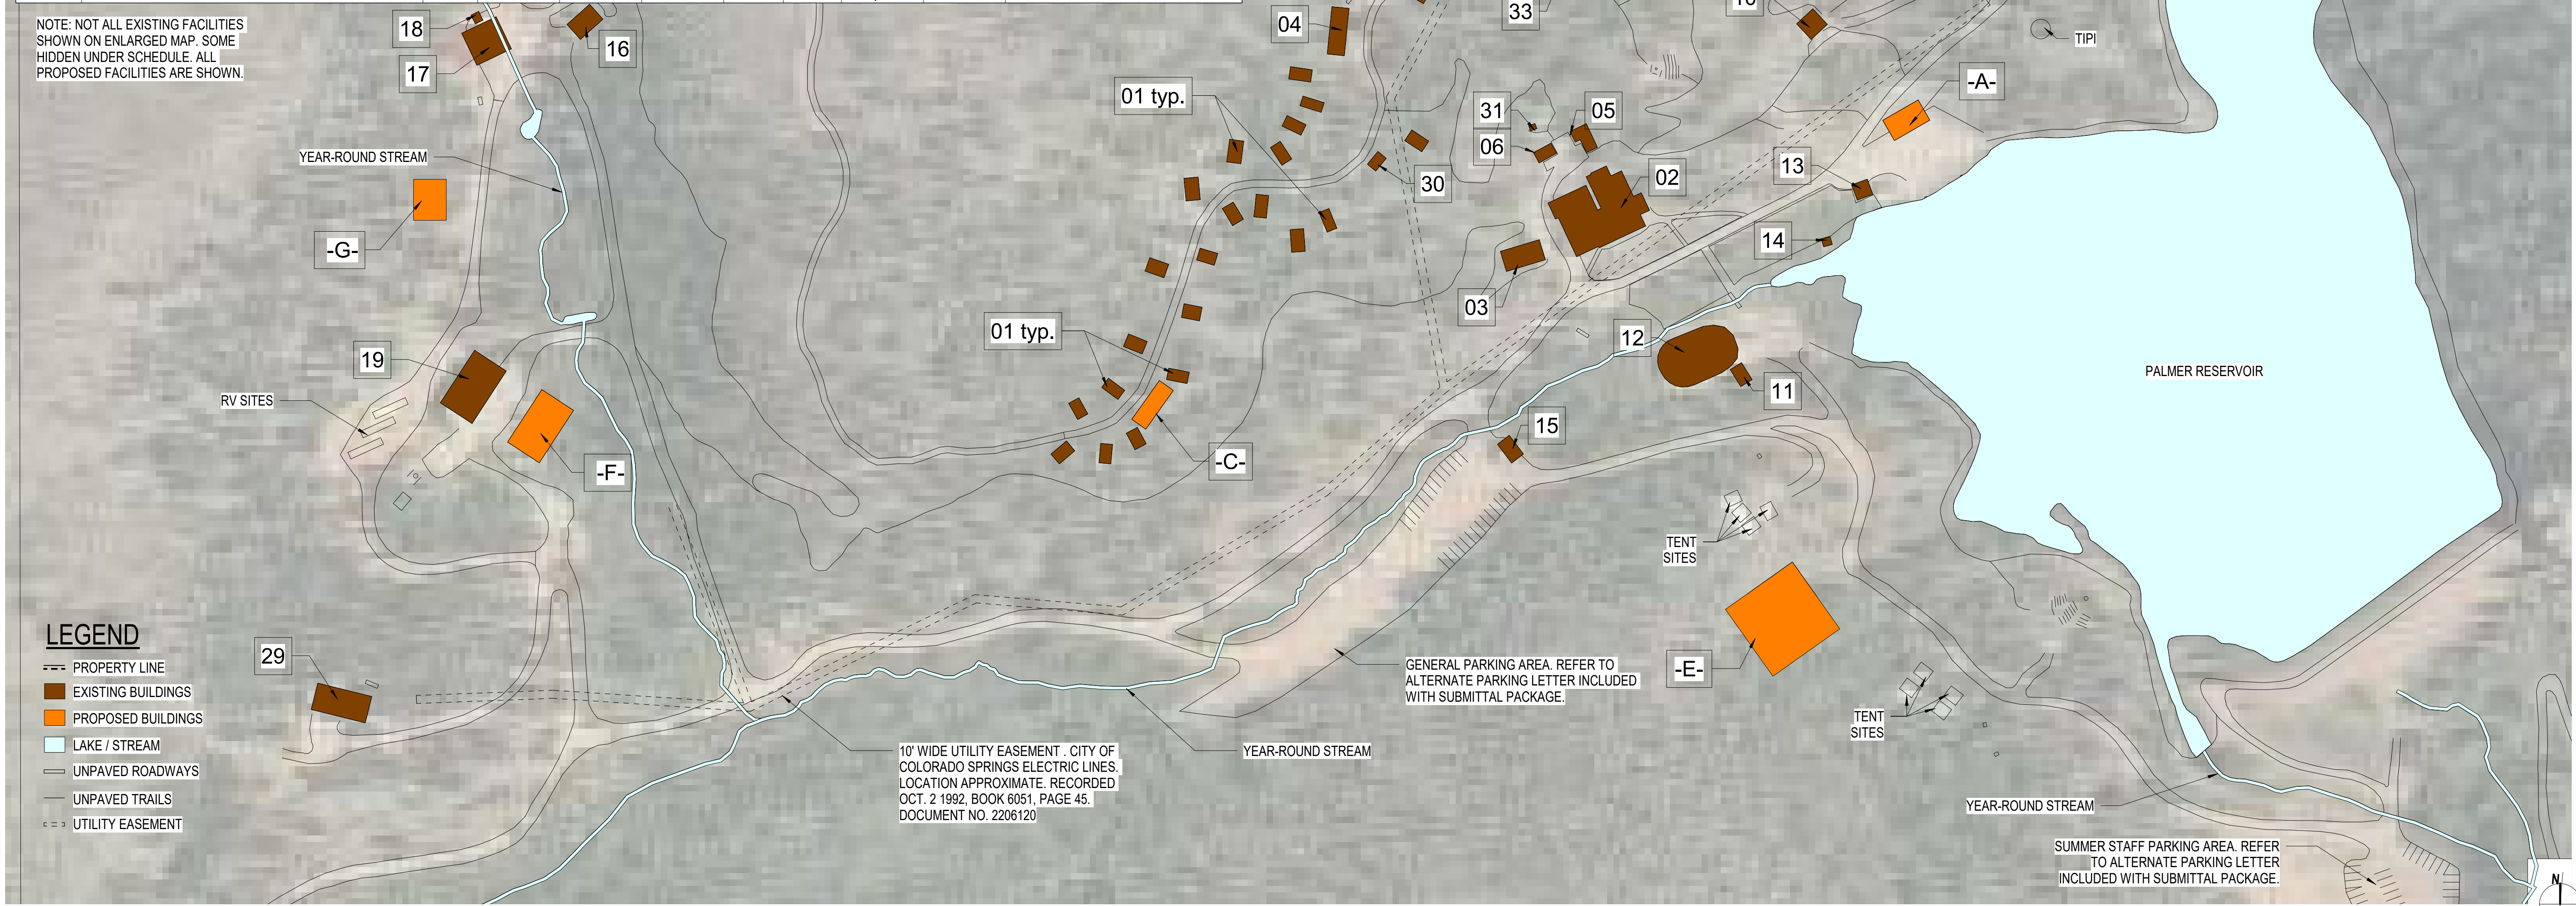 NOTE: NOT ALL EXISTING FACILITIES
SHOWN ON ENLARGED MAP. SOME
HIDDEN UNDER SCHEDULE. ALL
PROPOSED FACILITIES ARE SHOWN.
18
17
16
04
33
TIPI
-A-
01 typ.
31
05
06
30
02
13
14
YEAR-ROUND STREAM
-G-
03
12
11
01 typ.
19
RV SITES
-F-
-C-
15
PALMER RESERVOIR
TENT
SITES
-E-
TENT
SITES
GENERAL PARKING AREA. REFER TO
ALTERNATE PARKING LETTER INCLUDED
WITH SUBMITTAL PACKAGE.
29
LEGEND
PROPERTY LINE
EXISTING BUILDINGS
PROPOSED BUILDINGS
LAKE / STREAM
UNPAVED ROADWAYS
UNPAVED TRAILS
UTILITY EASEMENT
10' WIDE UTILITY EASEMENT . CITY OF
COLORADO SPRINGS ELECTRIC LINES.
LOCATION APPROXIMATE. RECORDED
OCT. 2 1992, BOOK 6051, PAGE 45.
DOCUMENT NO. 2206120
YEAR-ROUND STREAM
YEAR-ROUND STREAM
SUMMER STAFF PARKING AREA. REFER
TO ALTERNATE PARKING LETTER
INCLUDED WITH SUBMITTAL PACKAGE.
N